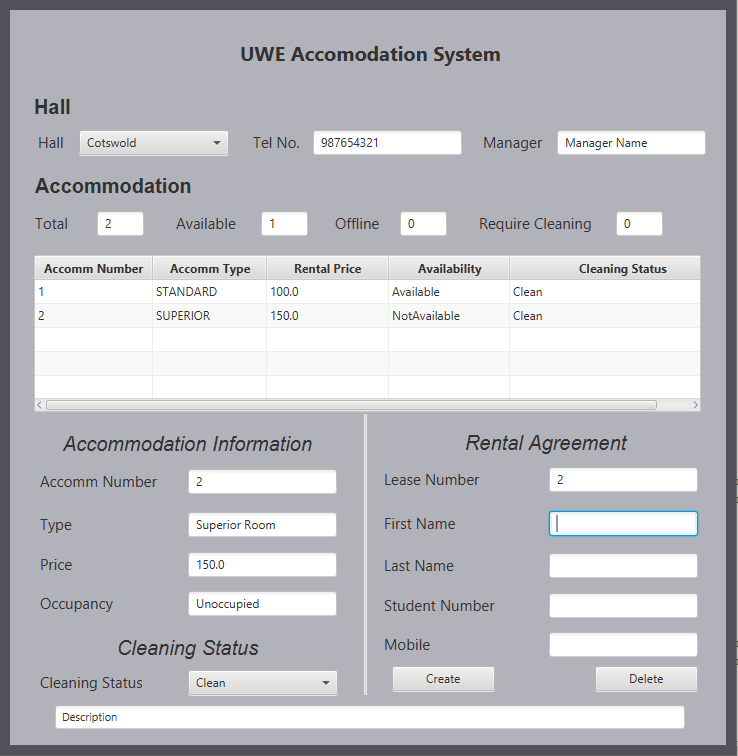 UWE Accomodation System
Hall
Hall Cotswold Tel No. 987654321 Manager Manager Name
Accommodation
Total 2 Available 1 Offline 0 Require Cleaning 0
Accomm Number Accomm Type Rental Price Availability Cleaning Status
1 STANDARD 100.0 Available Clean
2 SUPERIOR 150.0 NotAvailable Clean
Accommodation Information
Accomm Number 2
Type Superior Room
Price 150.0
Occupancy Unoccupied
Cleaning Status
Cleaning Status Clean
Rental Agreement
Lease Number 2
First Name
Last Name
Student Number
Mobile
Create Delete
Description